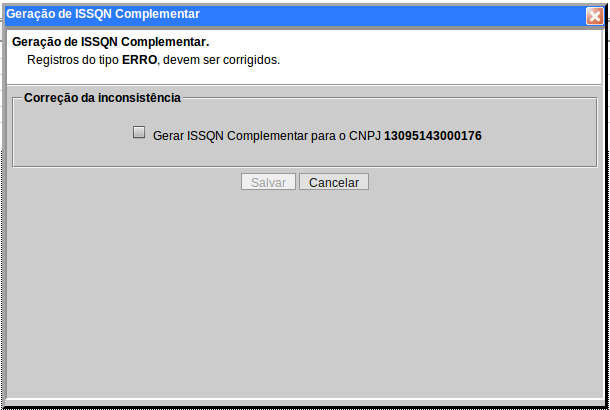 Geração de ISSQN Complementar
Geração de ISSQN Complementar.
Registros do tipo ERRO, devem ser corrigidos.
Correção da inconsistência
Gerar ISSQN Complementar para o CNPJ 13095143000176
Salvar Cancelar